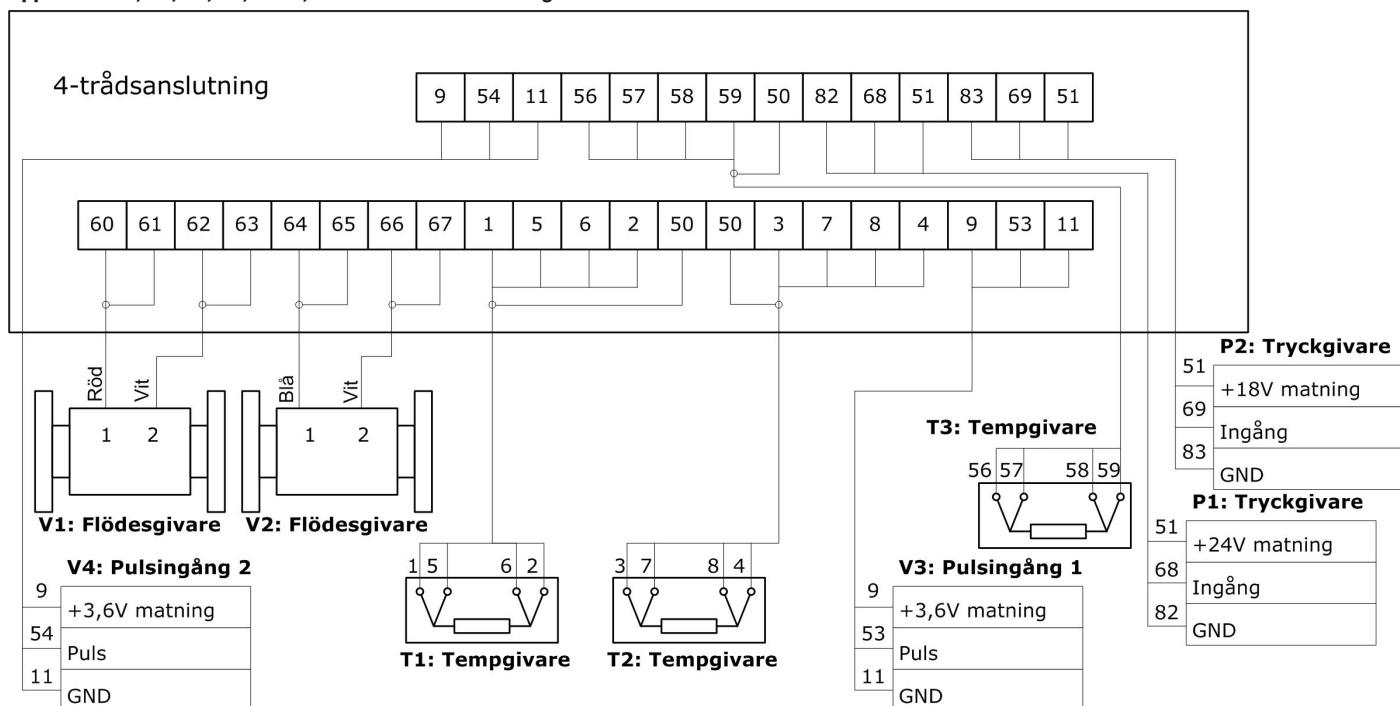 4-trådsanslutning
9 54 11 56 57 58 59 50 82 68 51 83 69 51
60 61 62 63 64 65 66 67 1 5 6 2 50 50 3 7 8 4 9 53 11
Röd Vit Blå Vit
1 2
1 2
V1: Flödesgivare
V2: Flödesgivare
P2: Tryckgivare
51
+18V matning
69
Ingång
83
GND
T3: Tempgivare
56 57 58 59
P1: Tryckgivare
51
+24V matning
68
Ingång
82
GND
V4: Pulsingång 2
9
+3,6V matning
54
Puls
11
GND
1 5 6 2
T1: Tempgivare
3 7 8 4
T2: Tempgivare
V3: Pulsingång 1
9
+3,6V matning
53
Puls
11
GND